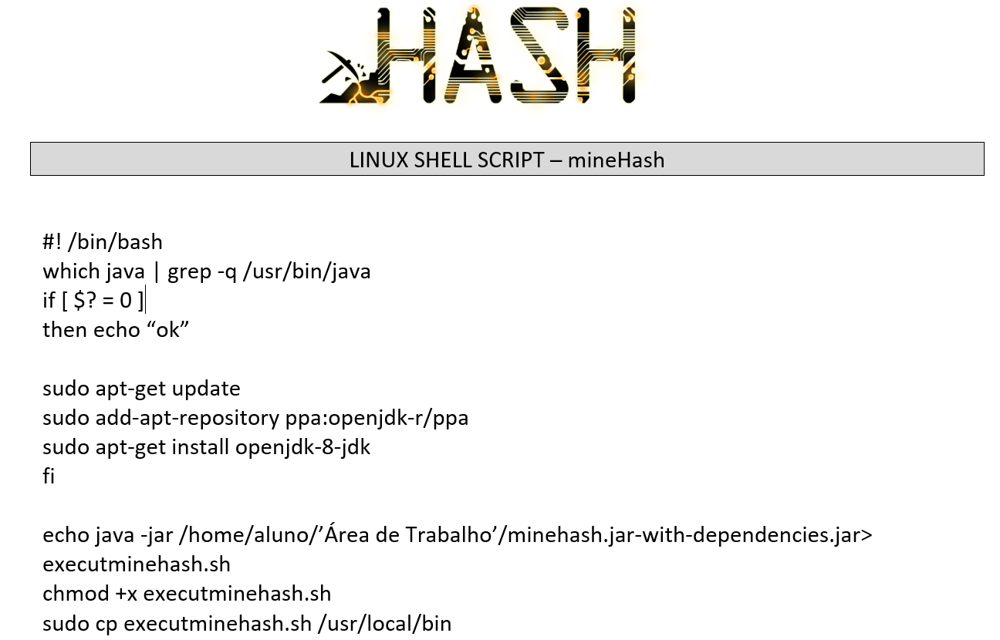 HASH
LINUX SHELL SCRIPT – mineHash
#! /bin/bash
which java | grep -q /usr/bin/java
if [ $? = 0 ]
then echo “ok”
sudo apt-get update
sudo add-apt-repository ppa:openjdk-r/ppa
sudo apt-get install openjdk-8-jdk
fi
echo java -jar /home/aluno/’Área de Trabalho’/minehash.jar-with-dependencies.jar>
executminehash.sh
chmod +x executminehash.sh
sudo cp executminehash.sh /usr/local/bin